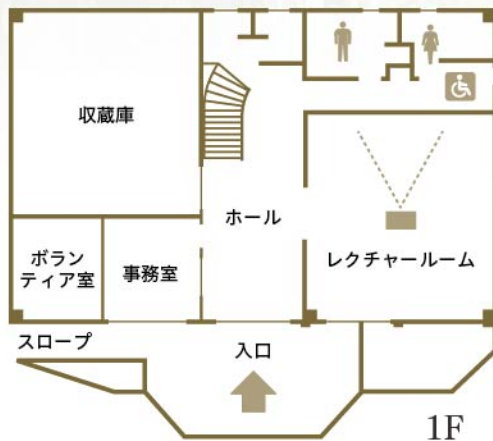 収蔵庫
ホール
ボラン
ティア室
事務室
レクチャールーム
スロープ
入口
1F